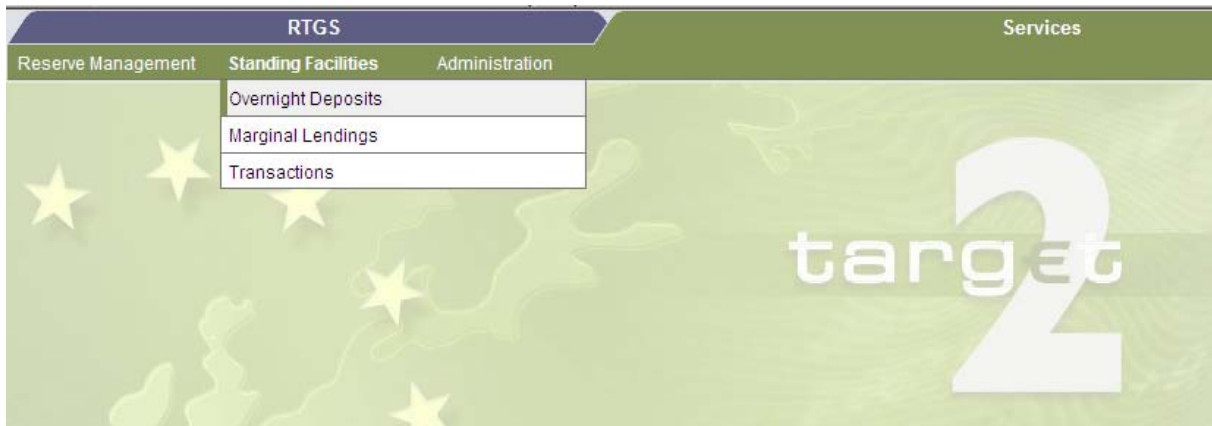 RTGS Services
Reserve Management Standing Facilities Administration
Overnight Deposits
Marginal Lendings
Transactions
target
2